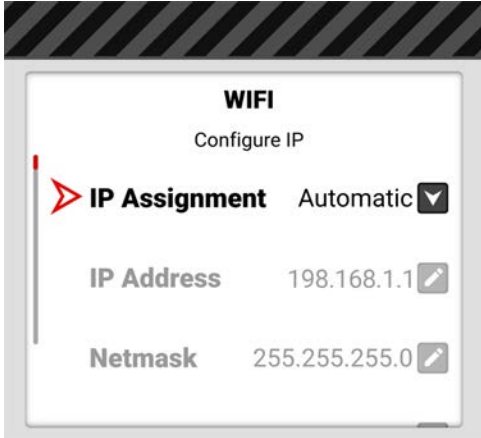 WIFI
Configure IP
IP Assignment Automatic
IP Address 198.168.1.1
Netmask 255.255.255.0